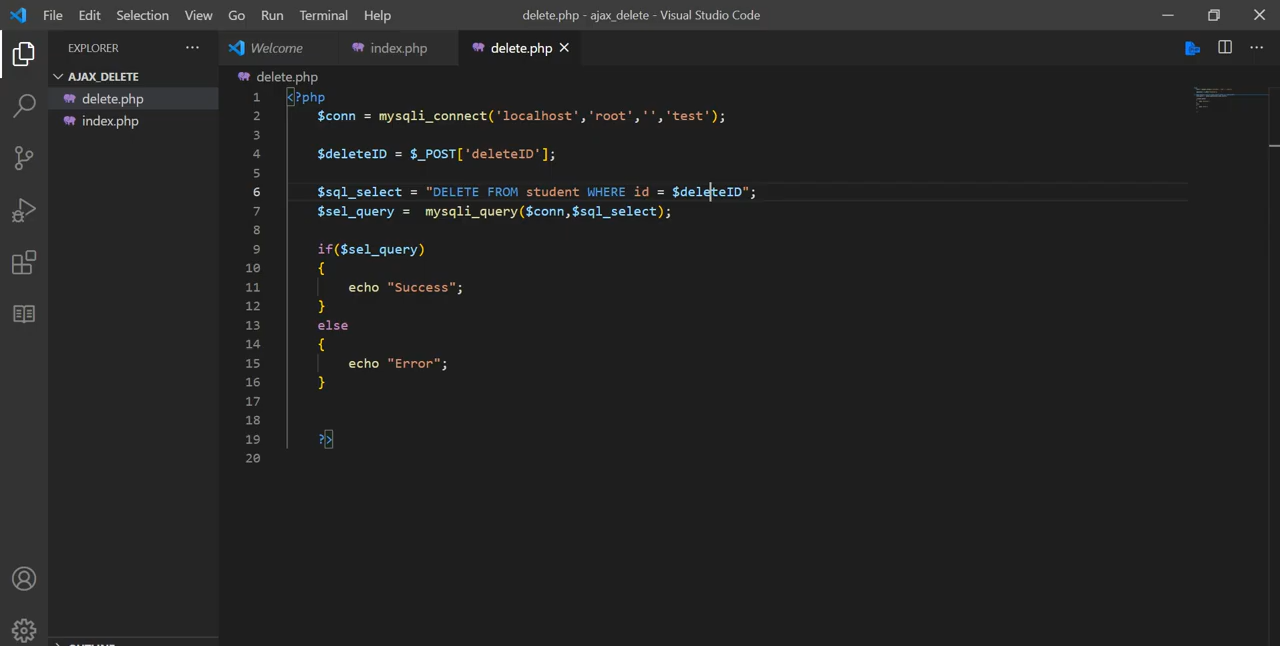 File Edit Selection View Go Run Terminal Help delete.php - ajax_delete - Visual Studio Code
EXPLORER ··· Welcome index.php delete.php ···
AJAX_DELETE
delete.php
index.php
delete.php
1 <?php
2 $conn = mysqli_connect('localhost','root','','test');
3
4 $deleteID = $_POST['deleteID'];
5
6 $sql_select = "DELETE FROM student WHERE id = $deleteID";
7 $sel_query =  mysqli_query($conn,$sql_select);
8
9 if($sel_query)
10 {
11 echo "Success";
12 }
13 else
14 {
15 echo "Error";
16 }
17
18
19 ?>
20
OUTLINE